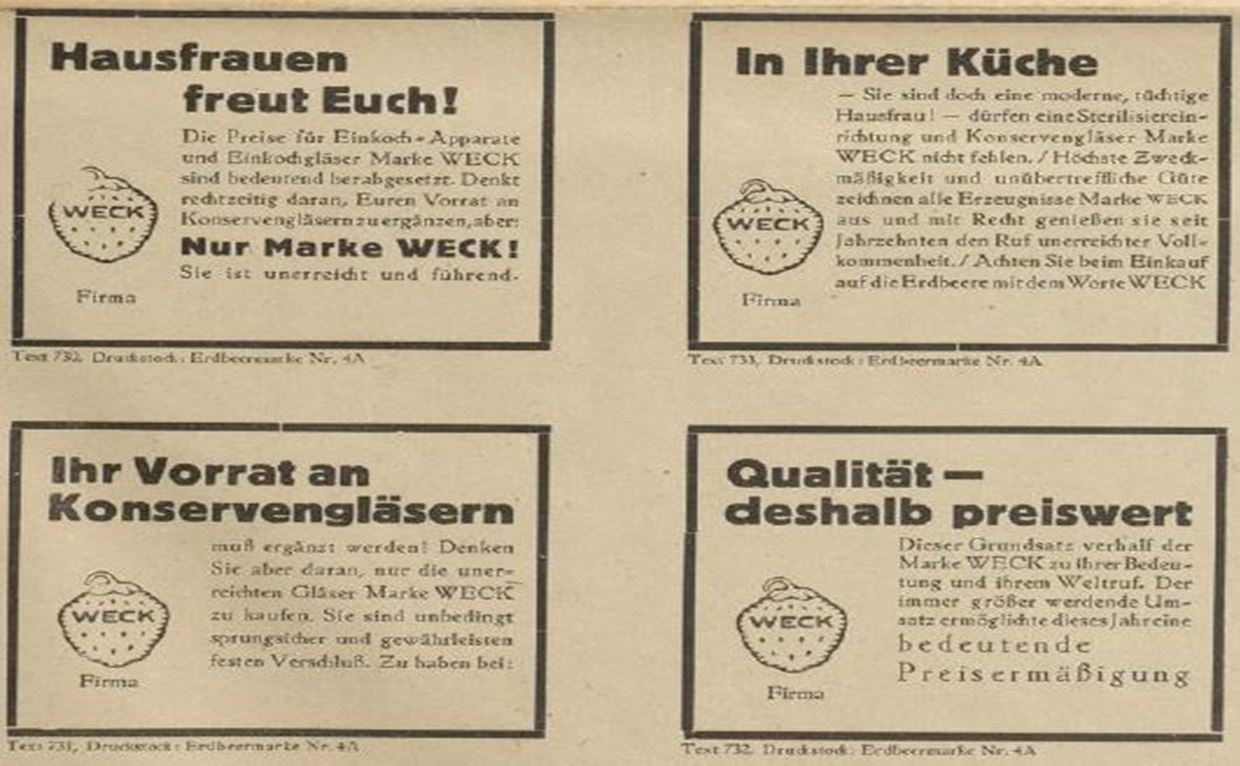 Hausfrauen
freut Euch!
Die Preise für Einkoch-Apparate
und Einkochgläser Marke WECK
sind bedeutend herabgesetzt. Denkt
rechtzeitig daran, Euren Vorrat an
Konservengläsern zu ergänzen, aber:
Nur Marke WECK!
Sie ist unerreicht und führend.
WECK
Firma
Text 730, Druckstock: Erdbeermarke Nr. 4A
In Ihrer Küche
— Sie sind doch eine moderne, tüchtige
Hausfrau! — dürfen eine Sterilisierein-
richtung und Konservengläser Marke
WECK nicht fehlen. / Höchste Zweck-
mäßigkeit und unübertreffliche Güte
zeichnen alle Erzeugnisse Marke WECK
aus und mit Recht genießen sie seit
Jahrzehnten den Ruf unerreichter Voll-
kommenheit. / Achten Sie beim Einkauf
auf die Erdbeere mit dem Worte WECK
WECK
Firma
Text 733, Druckstock: Erdbeermarke Nr. 4A
Ihr Vorrat an
Konservengläsern
muß ergänzt werden! Denken
Sie aber daran, nur die uner-
reichten Gläser Marke WECK
zu kaufen. Sie sind unbedingt
sprungsicher und gewährleisten
festen Verschluß. Zu haben bei:
WECK
Firma
Text 731, Druckstock: Erdbeermarke Nr. 4A
Qualität —
deshalb preiswert
Dieser Grundsatz verhalf der
Marke WECK zu ihrer Bedeu-
tung und ihrem Weltruf. Der
immer größer werdende Um-
satz ermöglichte dieses Jahr eine
bedeutende
Preisermäßigung
WECK
Firma
Text 732, Druckstock: Erdbeermarke Nr. 4A